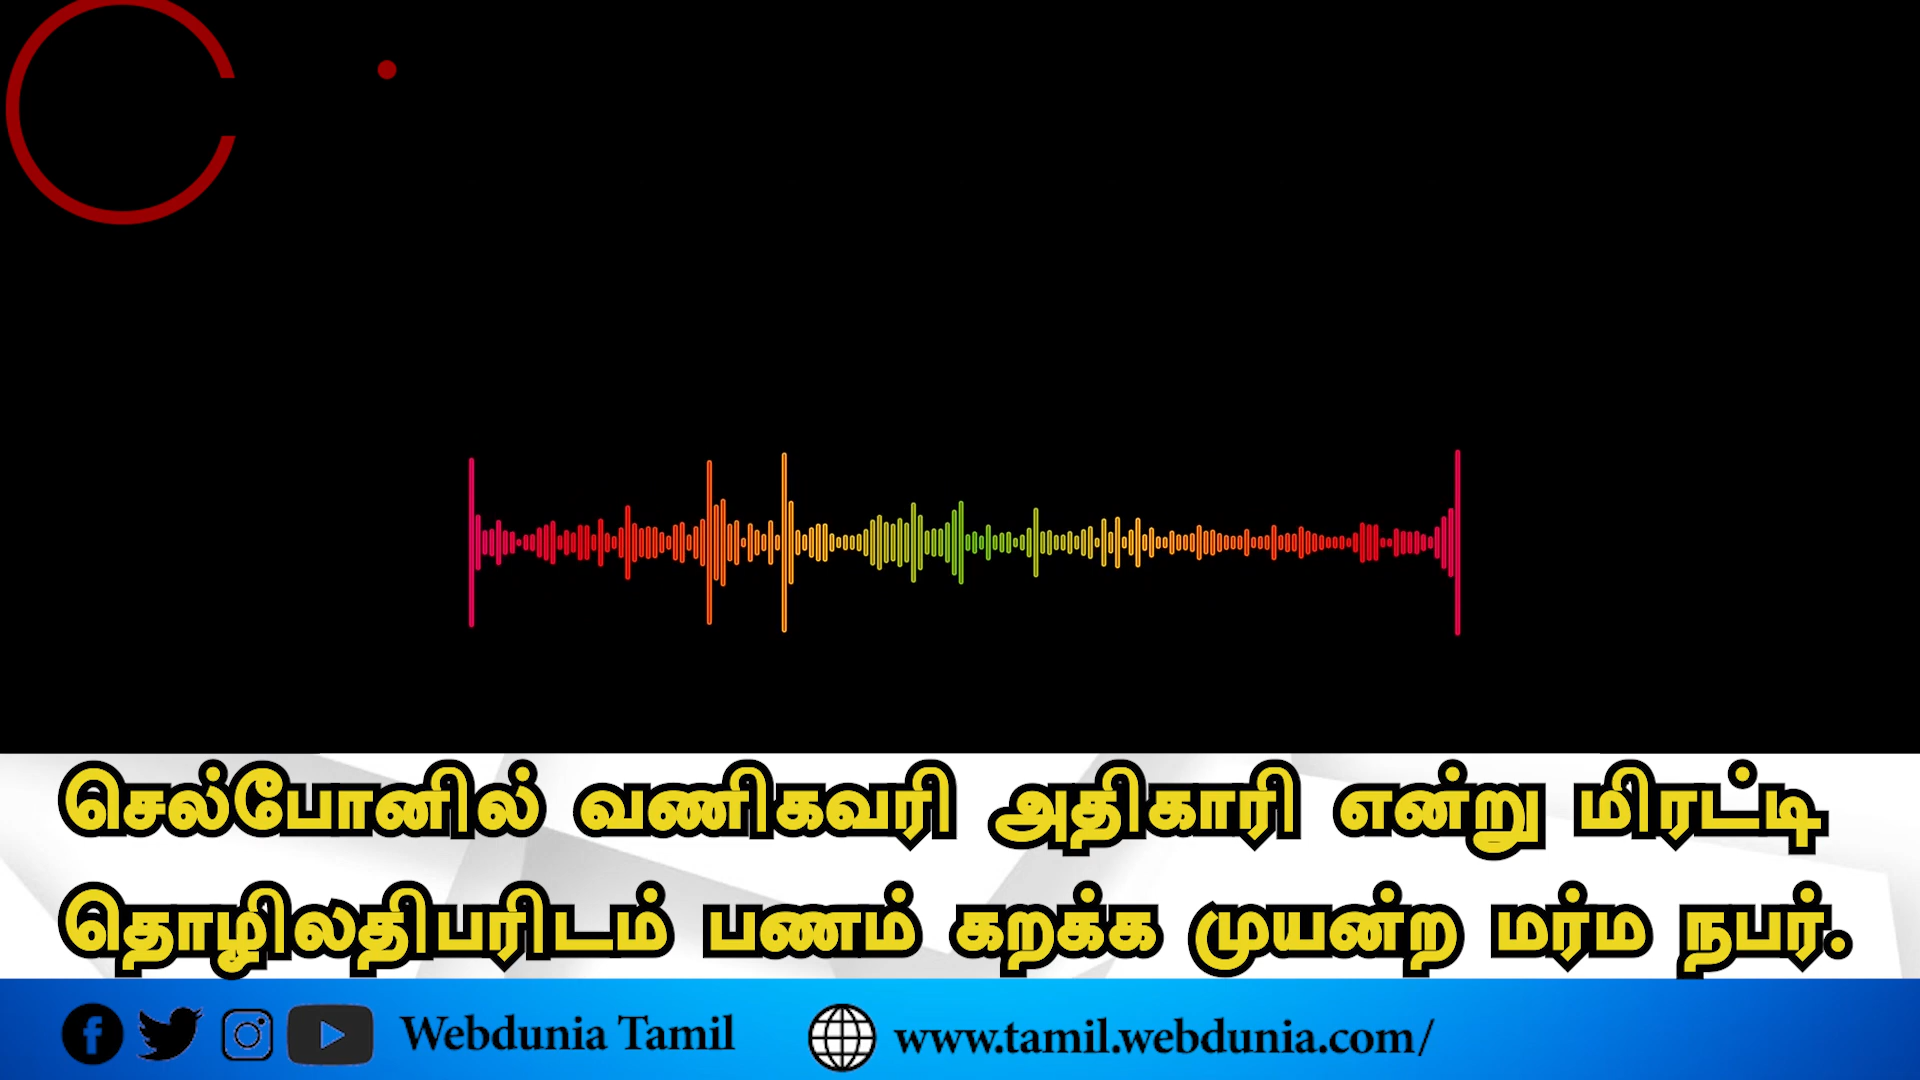 செல்போனில் வணிகவரி அதிகாரி என்று மிரட்டி
தொழிலதிபரிடம் பணம் கறக்க முயன்ற மர்ம நபர்.
Webdunia Tamil www.tamil.webdunia.com/